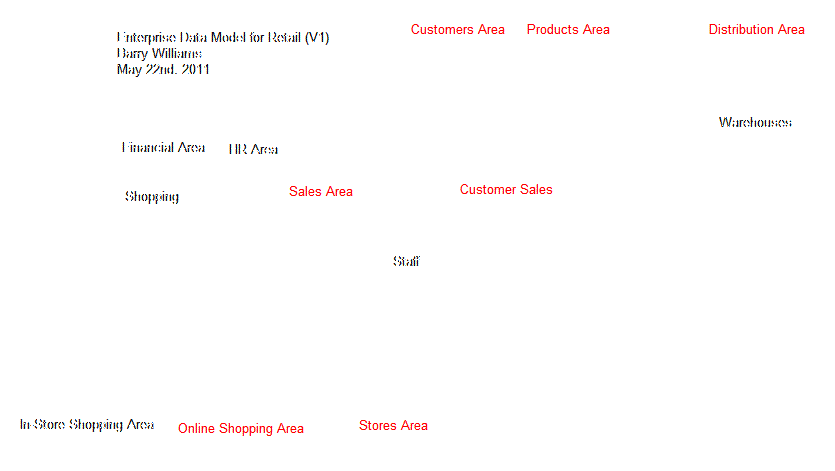 Enterprise Data Model for Retail (V1)
Barry Williams
May 22nd. 2011
Customers Area
Products Area
Distribution Area
Warehouses
Financial Area
HR Area
Shopping
Sales Area
Customer Sales
Staff
In-Store Shopping Area
Online Shopping Area
Stores Area